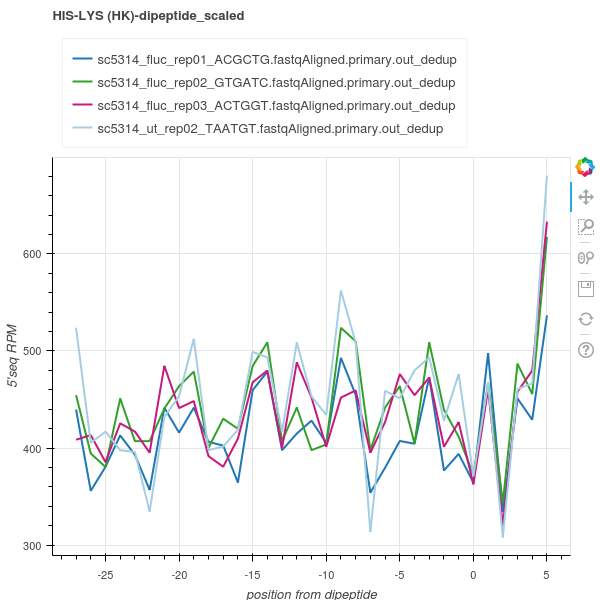 HIS-LYS (HK)-dipeptide_scaled
sc5314_fluc_rep01_ACGCTG.fastqAligned.primary.out_dedup
sc5314_fluc_rep02_GTGATC.fastqAligned.primary.out_dedup
sc5314_fluc_rep03_ACTGGT.fastqAligned.primary.out_dedup
sc5314_ut_rep02_TAATGT.fastqAligned.primary.out_dedup
600
500
400
300
5'seq RPM
-25 -20 -15 -10 -5 0 5
position from dipeptide